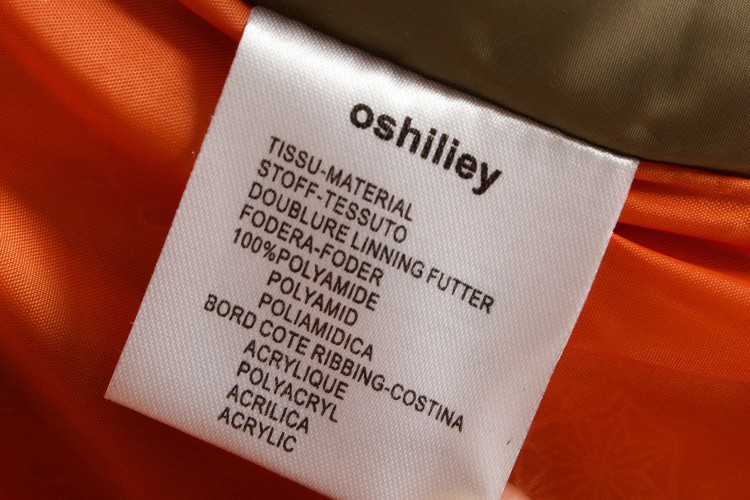 oshiliey
TISSU-MATERIAL
STOFF-TESSUTO
DOUBLURE LINNING FUTTER
FODERA-FODER
100%POLYAMIDE
POLYAMID
POLIAMIDICA
BORD COTE RIBBING-COSTINA
ACRYLIQUE
POLYACRYL
ACRILICA
ACRYLIC